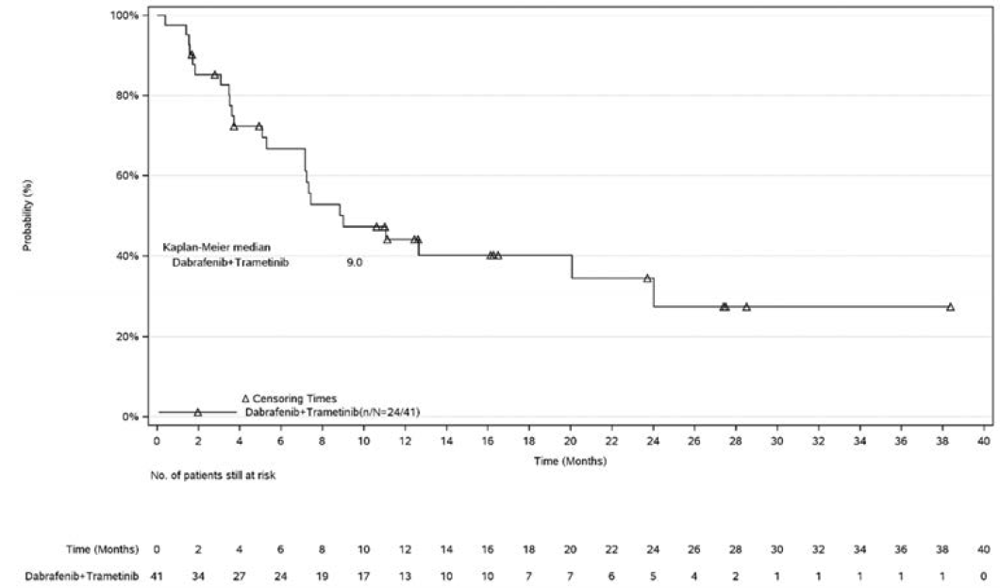 100%
80%
60%
40%
20%
0%
Probability (%)
Kaplan-Meier median
Dabrafenib+Trametinib 9.0
△ Censoring Times
Dabrafenib+Trametinib(n/N=24/41)
0 2 4 6 8 10 12 14 16 18 20 22 24 26 28 30 32 34 36 38 40
Time (Months)
No. of patients still at risk
Time (Months) 0 2 4 6 8 10 12 14 16 18 20 22 24 26 28 30 32 34 36 38 40
Dabrafenib+Trametinib 41 34 27 24 19 17 13 10 10 7 7 6 5 4 2 1 1 1 1 1 0